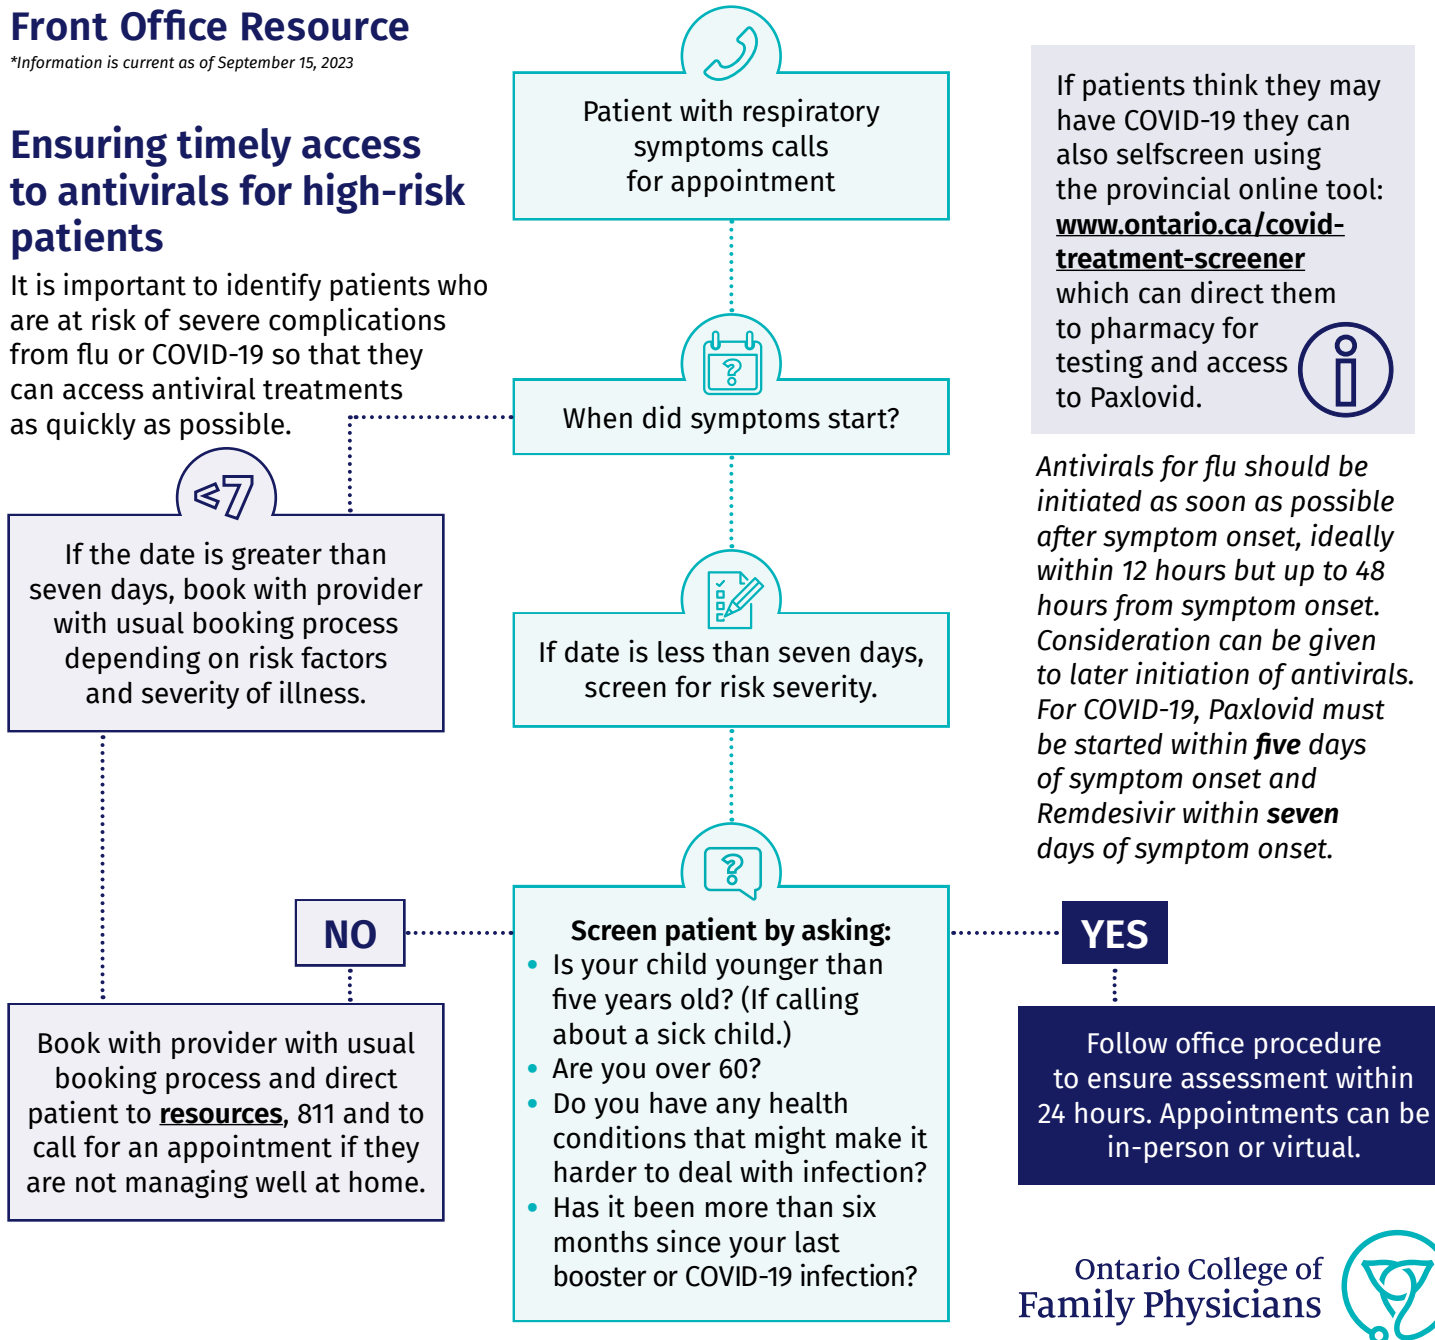 Front Office Resource
*Information is current as of September 15, 2023
Ensuring timely access
to antivirals for high-risk
patients
It is important to identify patients who
are at risk of severe complications
from flu or COVID-19 so that they
can access antiviral treatments
as quickly as possible.
Patient with respiratory
symptoms calls
for appointment
If patients think they may
have COVID-19 they can
also selfscreen using
the provincial online tool:
www.ontario.ca/covid-
treatment-screener
which can direct them
to pharmacy for
testing and access
to Paxlovid.
i
?
When did symptoms start?
<7
If the date is greater than
seven days, book with provider
with usual booking process
depending on risk factors
and severity of illness.
If date is less than seven days,
screen for risk severity.
Antivirals for flu should be
initiated as soon as possible
after symptom onset, ideally
within 12 hours but up to 48
hours from symptom onset.
Consideration can be given
to later initiation of antivirals.
For COVID-19, Paxlovid must
be started within five days
of symptom onset and
Remdesivir within seven
days of symptom onset.
?
Screen patient by asking:
• Is your child younger than
five years old? (If calling
about a sick child.)
• Are you over 60?
• Do you have any health
conditions that might make it
harder to deal with infection?
• Has it been more than six
months since your last
booster or COVID-19 infection?
NO
Book with provider with usual
booking process and direct
patient to resources, 811 and to
call for an appointment if they
are not managing well at home.
YES
Follow office procedure
to ensure assessment within
24 hours. Appointments can be
in-person or virtual.
Ontario College of
Family Physicians